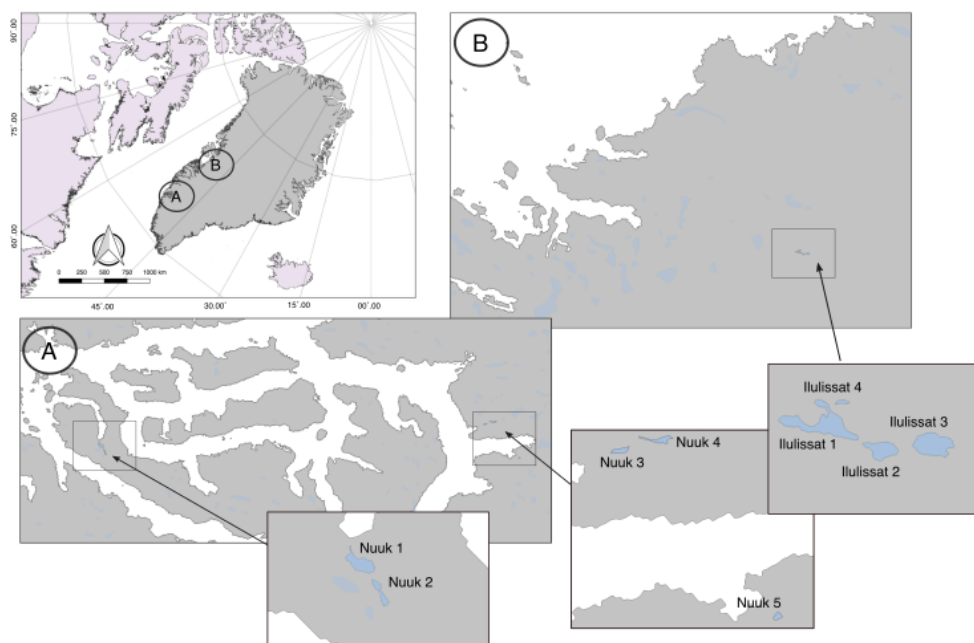 90°.00
75°.00
60°.00
45°.00
30°.00'
15°.00
00°.00
0 250 500 750 1000 km
A
B
B
A
Ilulissat 4
Ilulissat 3
Ilulissat 1
Ilulissat 2
Nuuk 4
Nuuk 3
Nuuk 5
Nuuk 1
Nuuk 2